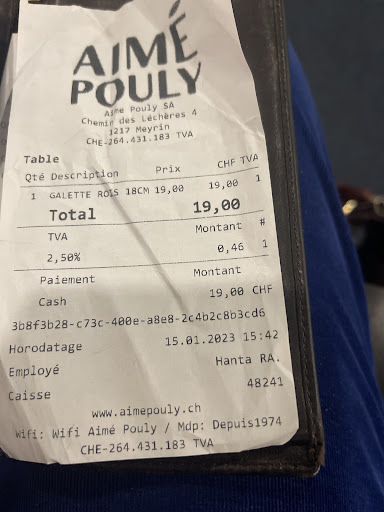 AIMÉ
POULY
Aimé Pouly SA
Chemin des Léchères 4
1217 Meyrin
CHE-264.431.183 TVA
Table
Qté Description Prix CHF TVA
1 GALETTE ROIS 18CM 19,00 19,00 1
Total 19,00
TVA Montant #
2,50% 0,46 1
Paiement Montant
Cash 19,00 CHF
3b8f3b28-c73c-400e-a8e8-2c4b2c8b3cd6
Horodatage 15.01.2023 15:42
Employé Hanta RA.
Caisse 48241
www.aimepouly.ch
Wifi: Wifi Aimé Pouly / Mdp: Depuis1974
CHE-264.431.183 TVA